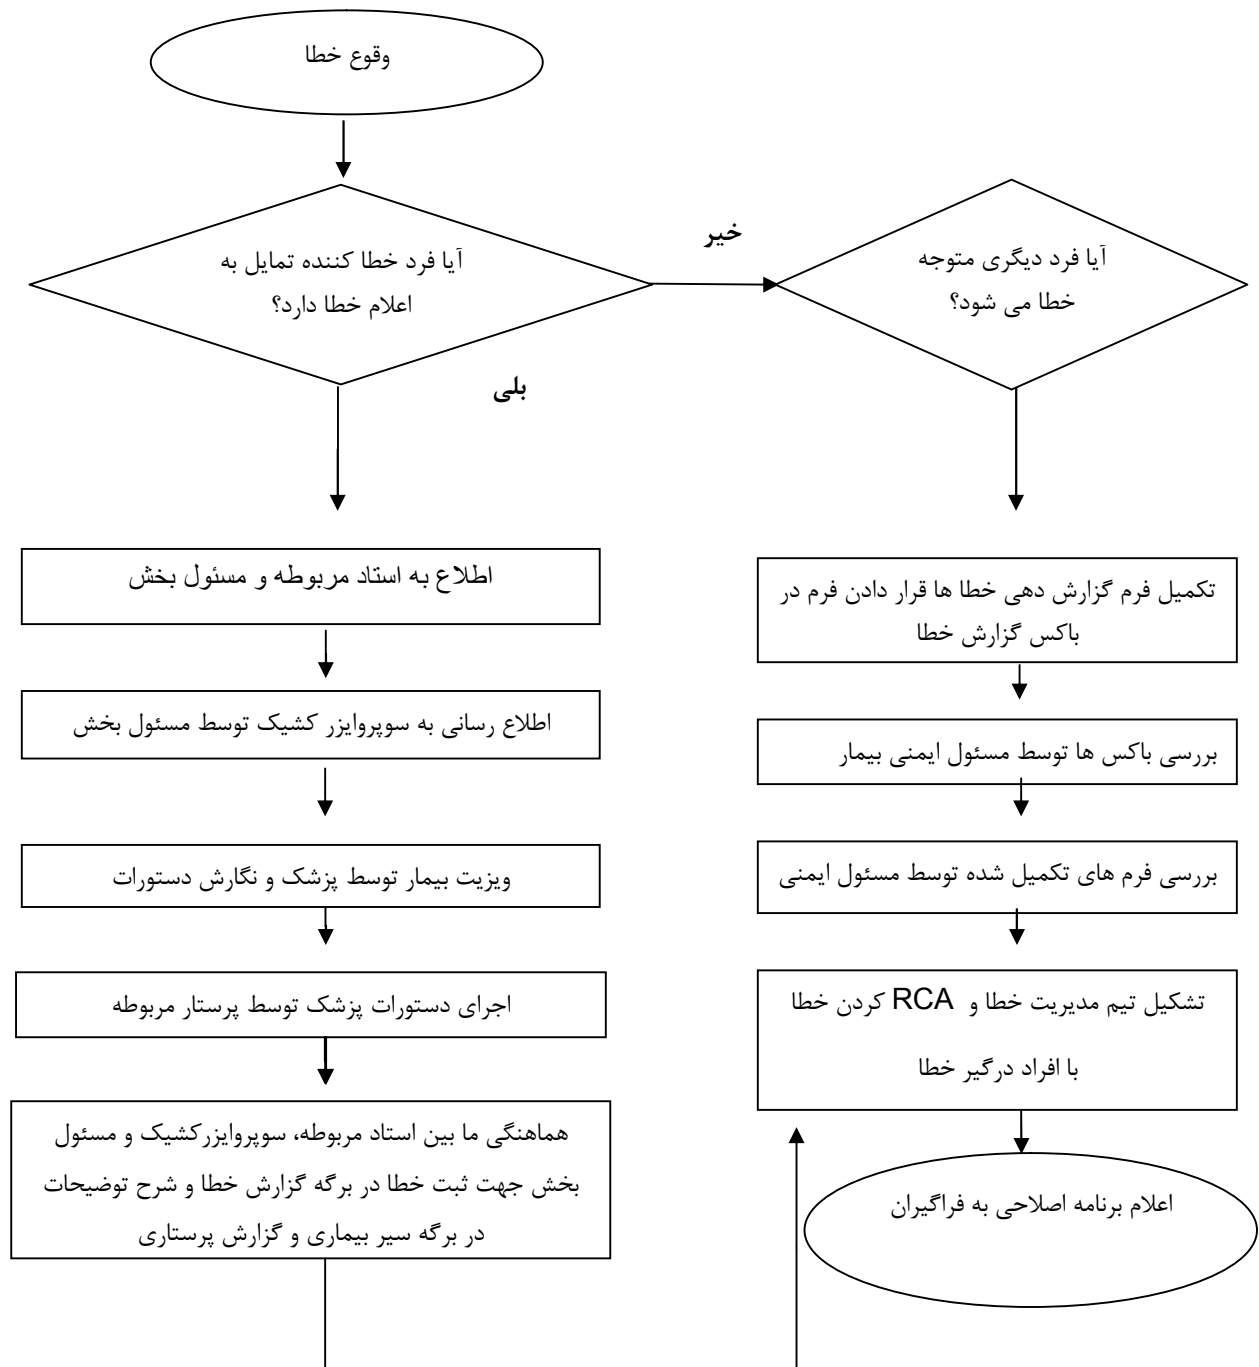 وقوع خطا
آیا فرد خطا کننده تمایل به
اعلام خطا دارد؟
خیر
آیا فرد دیگری متوجه
خطا می شود؟
بلی
اطلاع به استاد مربوطه و مسئول بخش
اطلاع رسانی به سوپروایزر کشیک توسط مسئول بخش
ویزیت بیمار توسط پزشک و نگارش دستورات
اجرای دستورات پزشک توسط پرستار مربوطه
هماهنگی ما بین استاد مربوطه، سوپروایزرکشیک و مسئول
بخش جهت ثبت خطا در برگه گزارش خطا و شرح توضیحات
در برگه سیر بیماری و گزارش پرستاری
تکمیل فرم گزارش دهی خطا ها قرار دادن فرم در
باکس گزارش خطا
بررسی باکس ها توسط مسئول ایمنی بیمار
بررسی فرم های تکمیل شده توسط مسئول ایمنی
تشکیل تیم مدیریت خطا و RCA کردن خطا
با افراد درگیر خطا
اعلام برنامه اصلاحی به فراگیران